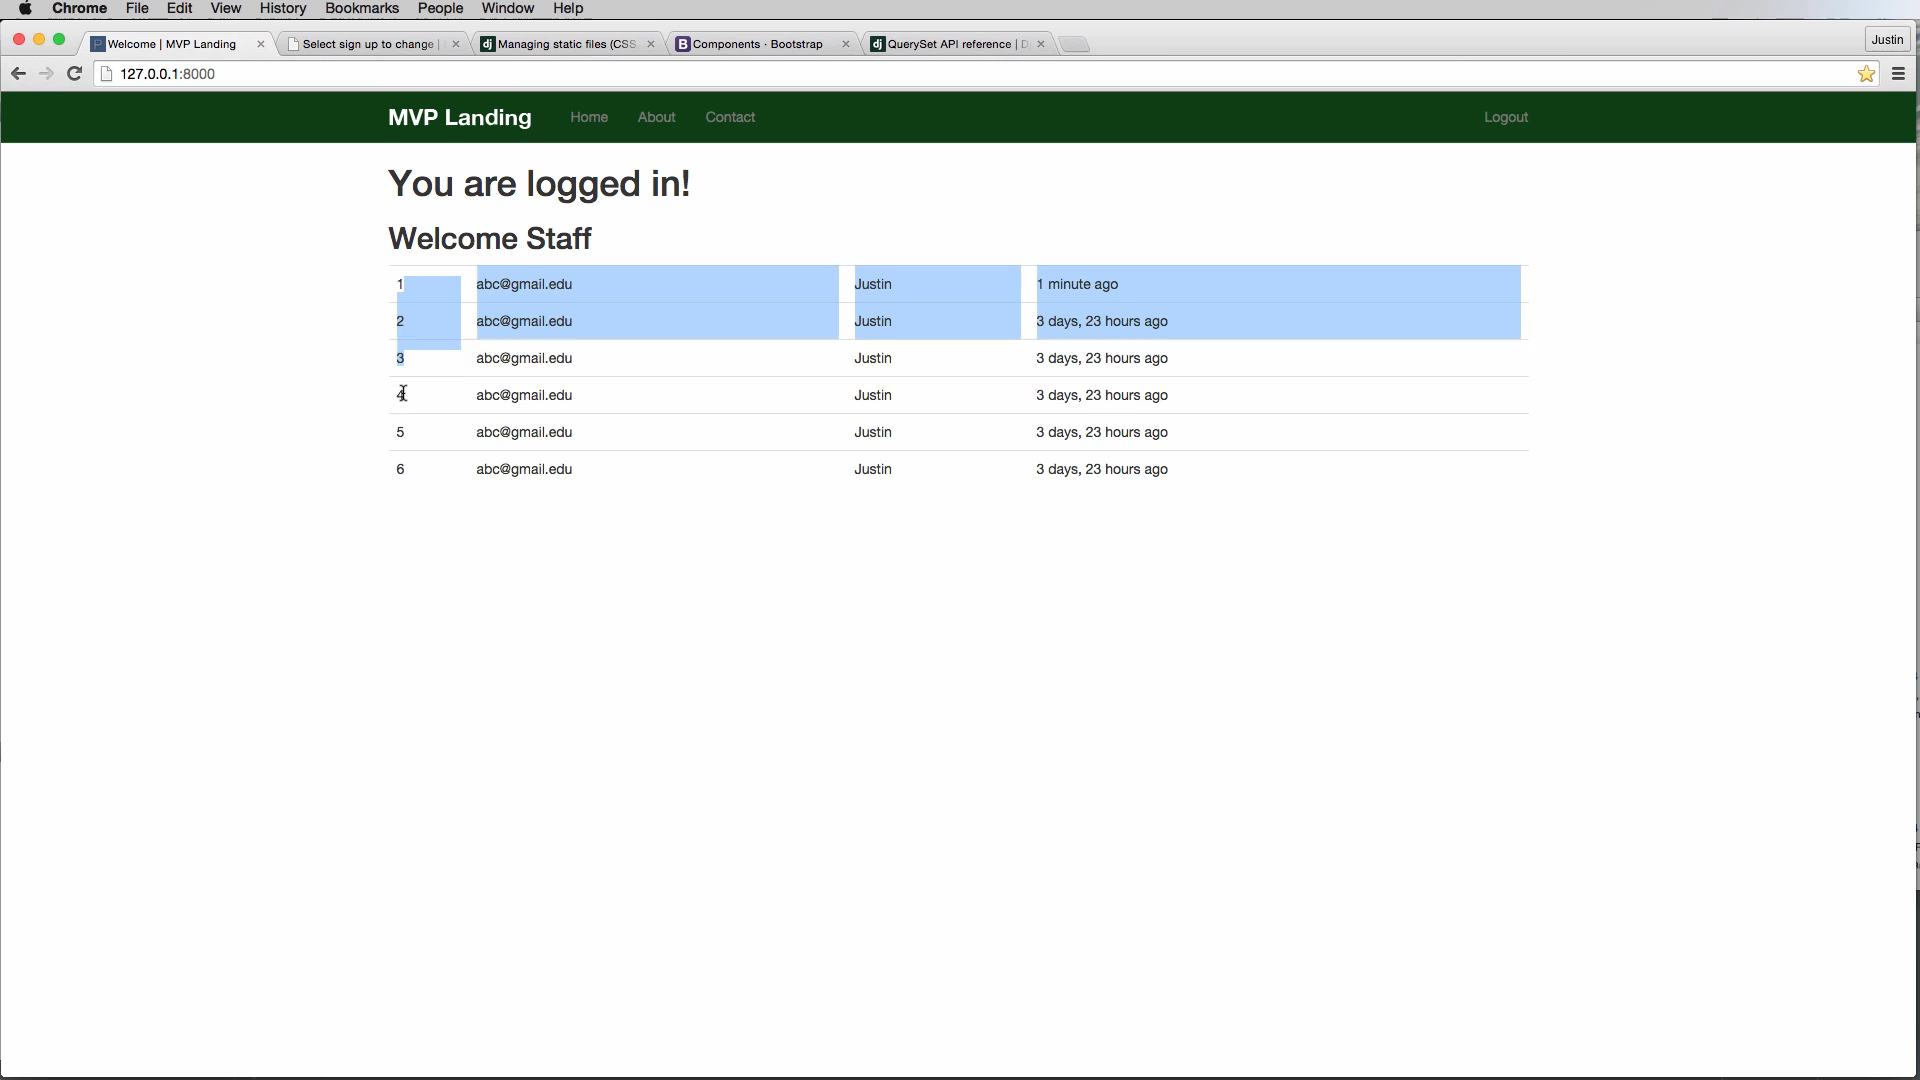 Chrome File Edit View History Bookmarks People Window Help
Welcome | MVP Landing Select sign up to change | Managing static files (CSS Components · Bootstrap QuerySet API reference | D Justin
127.0.0.1:8000
MVP Landing Home About Contact Logout
You are logged in!
Welcome Staff
1 abc@gmail.edu Justin 1 minute ago
2 abc@gmail.edu Justin 3 days, 23 hours ago
3 abc@gmail.edu Justin 3 days, 23 hours ago
4 abc@gmail.edu Justin 3 days, 23 hours ago
5 abc@gmail.edu Justin 3 days, 23 hours ago
6 abc@gmail.edu Justin 3 days, 23 hours ago